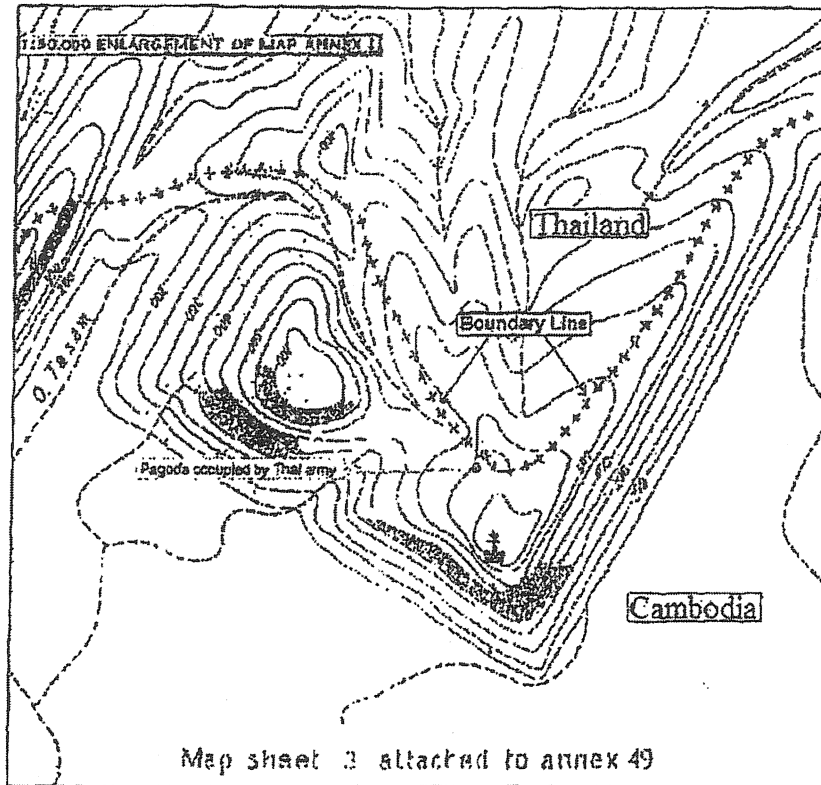 1:50.000 ENLARGEMENT OF MAP ANNEX I
Thailand
Boundary Line
O. Tasem
Pagoda occupied by Thai army
Cambodia
Map sheet 3 attached to annex 49